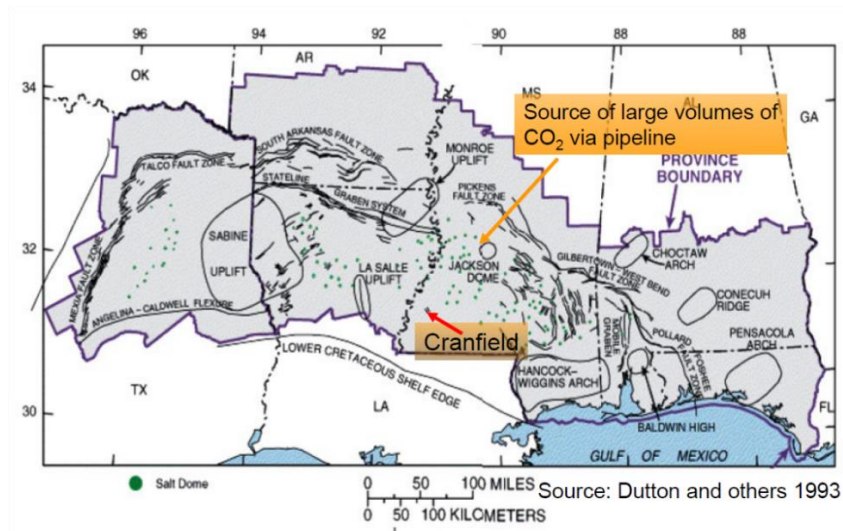 96
94
92
90
88
88
OK
AR
MS
AL
GA
34
Source of large volumes of
CO₂ via pipeline
SOUTH ARKANSAS FAULT ZONE
MONROE
UPLIFT
PROVINCE
BOUNDARY
TALCO FAULT ZONE
STATELINE
GRABEN SYSTEM
PICKENS
FAULT ZONE
32
SABINE
UPLIFT
MEXIA FAULT ZONE
LA SALLE
UPLIFT
JACKSON
DOME
GILBERTOWN - WEST BEND
FAULT ZONE
CHOCTAW
ARCH
CONECUH
RIDGE
ANGELINA - CALDWELL FLEXURE
Cranfield
MOBILE
GRABEN
POLLARD
FOSHEE
FAULT ZONE
PENSACOLA
ARCH
LOWER CRETACEOUS SHELF EDGE
HANCOCK-
WIGGINS ARCH
TX
LA
FL
30
BALDWIN HIGH
GULF OF MEXICO
Salt Dome
0 50 100 MILES
Source: Dutton and others 1993
0 50 100 KILOMETERS